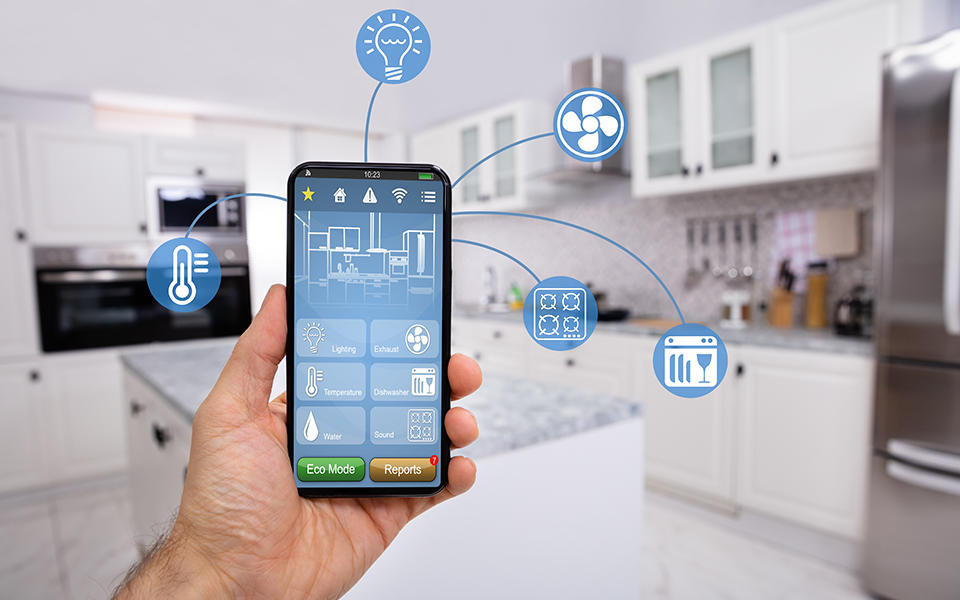 10:23
Lighting
Exhaust
Temperature
Dishwasher
Water
Sound
Eco Mode
Reports
7